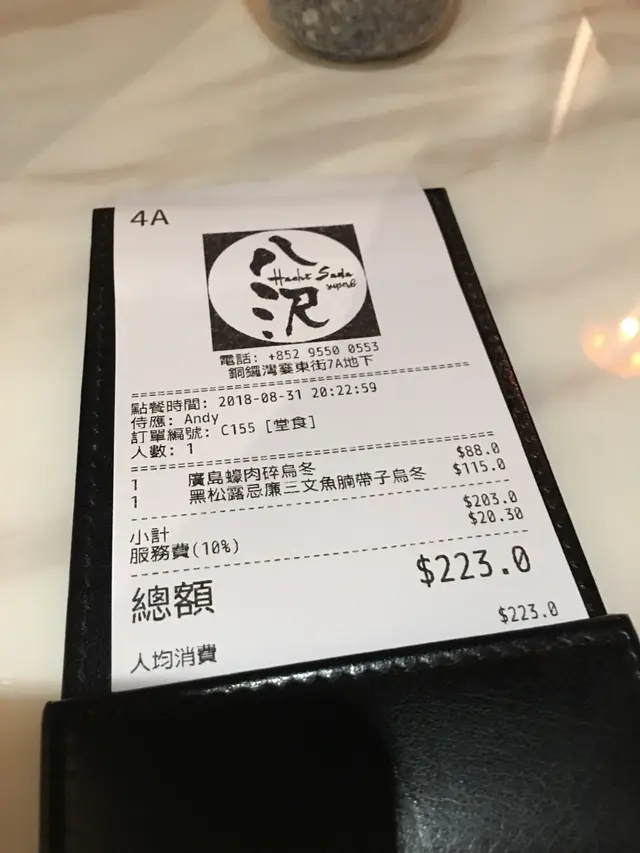 4A
八沢
Hachi Sada
電話: +852 9550 0553
銅鑼灣霎東街7A地下
點餐時間: 2018-08-31 20:22:59
侍應: Andy
訂單編號: C155 [堂食]
人數: 1
1 廣島蠔肉碎烏冬 $88.0
1 黑松露忌廉三文魚腩帶子烏冬 $115.0
小計 $203.0
服務費(10%) $20.30
總額 $223.0
人均消費 $223.0